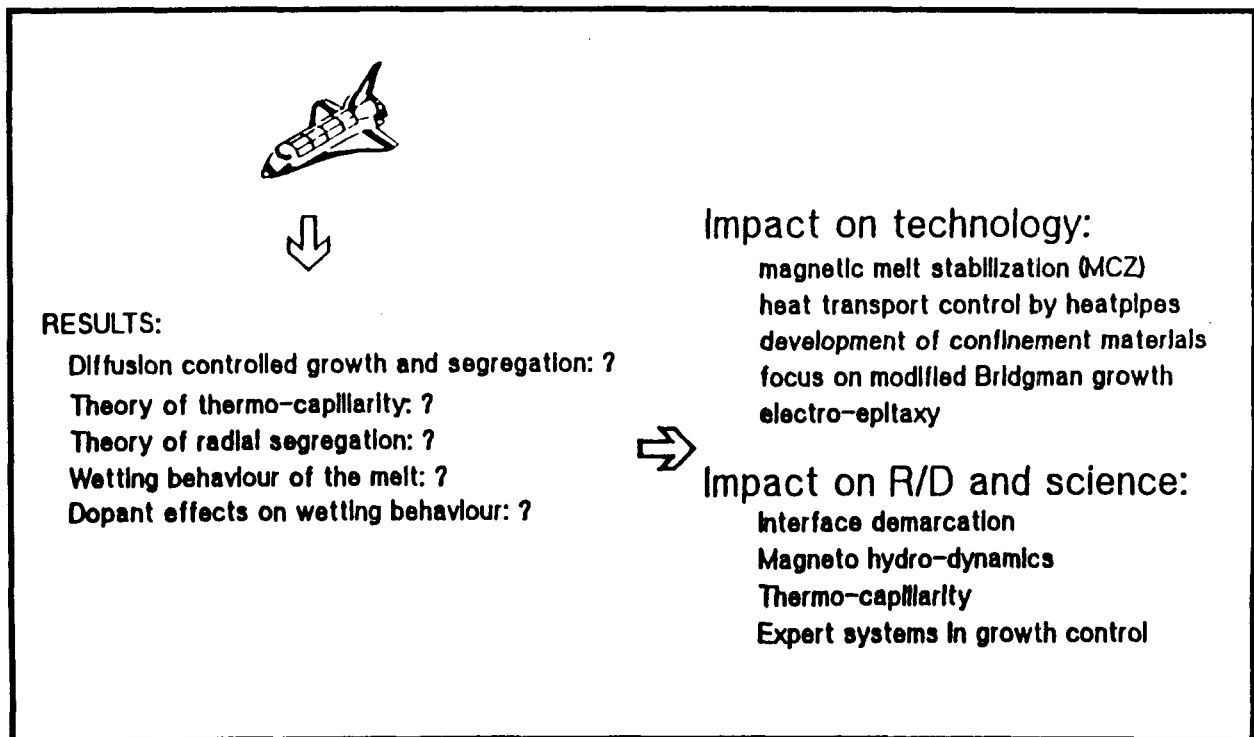 RESULTS:
Diffusion controlled growth and segregation: ?
Theory of thermo-capillarity: ?
Theory of radial segregation: ?
Wetting behaviour of the melt: ?
Dopant effects on wetting behaviour: ?
Impact on technology:
magnetic melt stabilization (MCZ)
heat transport control by heatpipes
development of confinement materials
focus on modified Bridgman growth
electro-epitaxy
Impact on R/D and science:
Interface demarcation
Magneto hydro-dynamics
Thermo-capillarity
Expert systems in growth control